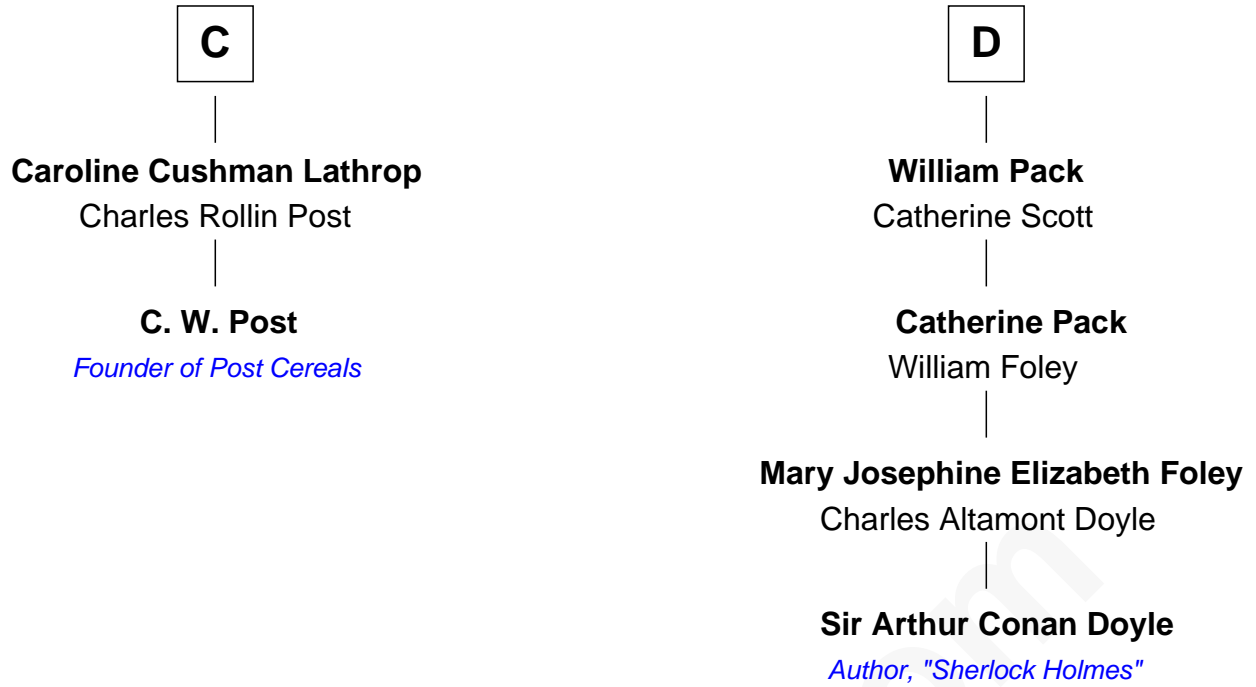 C
Caroline Cushman Lathrop
Charles Rollin Post
C. W. Post
Founder of Post Cereals
D
William Pack
Catherine Scott
Catherine Pack
William Foley
Mary Josephine Elizabeth Foley
Charles Altamont Doyle
Sir Arthur Conan Doyle
Author, "Sherlock Holmes"